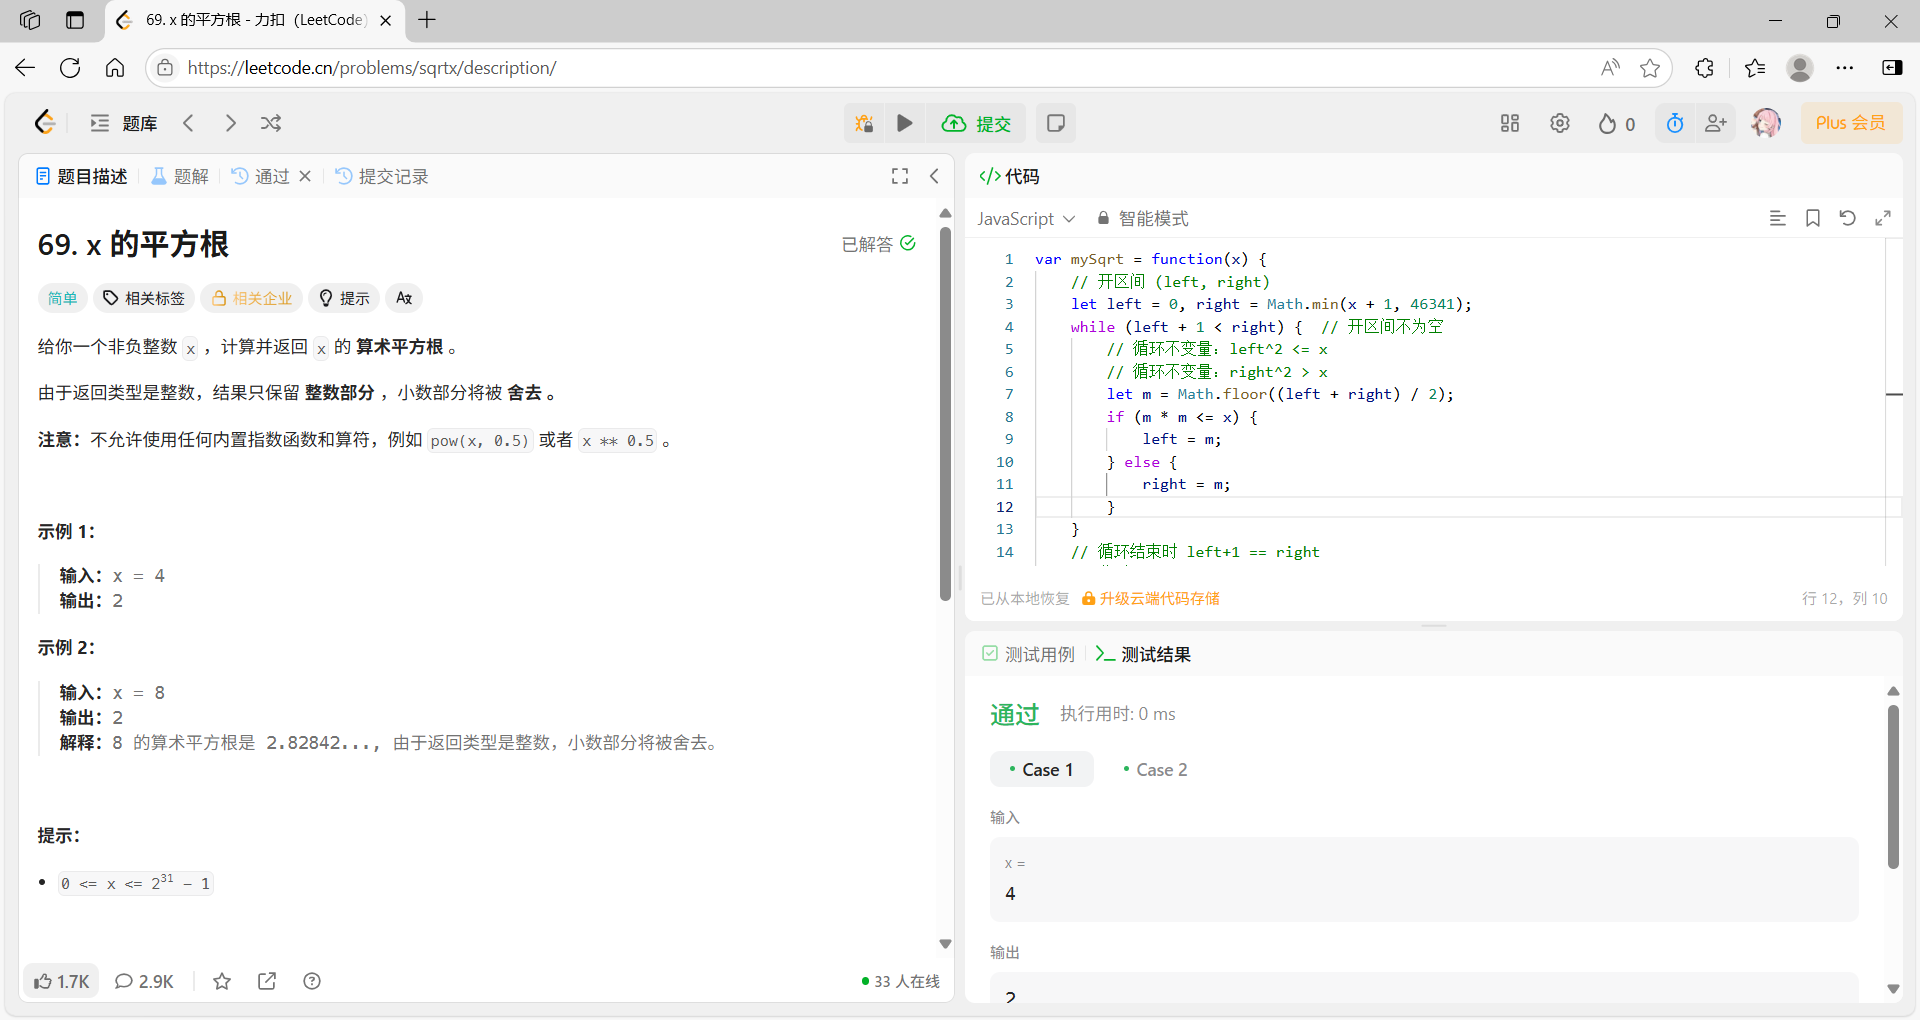 69. x 的平方根 - 力扣（LeetCode）
https://leetcode.cn/problems/sqrtx/description/
题库
提交
0
Plus 会员
题目描述
题解
通过
提交记录
69. x 的平方根
已解答
简单
相关标签
相关企业
提示
给你一个非负整数 x ，计算并返回 x 的 算术平方根 。
由于返回类型是整数，结果只保留 整数部分 ，小数部分将被 舍去 。
注意：不允许使用任何内置指数函数和算符，例如 pow(x, 0.5) 或者 x ** 0.5 。
示例 1：
输入：x = 4
输出：2
示例 2：
输入：x = 8
输出：2
解释：8 的算术平方根是 2.82842..., 由于返回类型是整数，小数部分将被舍去。
提示：
0 <= x <= 2³¹ - 1
1.7K
2.9K
33 人在线
</> 代码
JavaScript
智能模式
1 var mySqrt = function(x) {
2 // 开区间 (left, right)
3 let left = 0, right = Math.min(x + 1, 46341);
4 while (left + 1 < right) { // 开区间不为空
5 // 循环不变量：left^2 <= x
6 // 循环不变量：right^2 > x
7 let m = Math.floor((left + right) / 2);
8 if (m * m <= x) {
9 left = m;
10 } else {
11 right = m;
12 }
13 }
14 // 循环结束时 left+1 == right
已从本地恢复
升级云端代码存储
行 12，列 10
测试用例
测试结果
通过
执行用时: 0 ms
Case 1
Case 2
输入
x =
4
输出
2